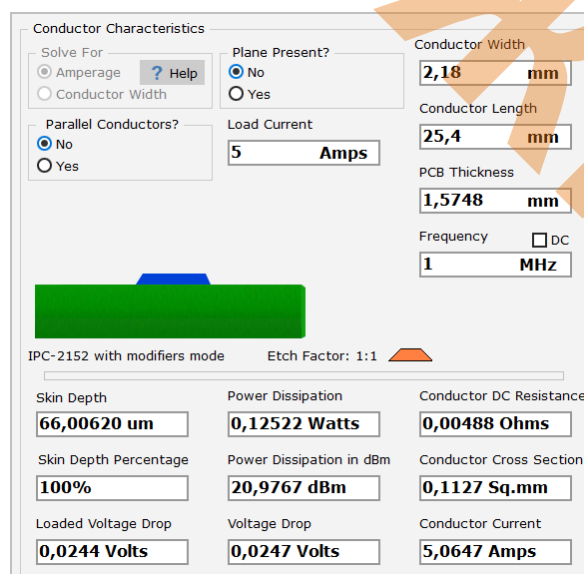 Conductor Characteristics
Solve For
Amperage
? Help
Conductor Width
Plane Present?
No
Yes
Conductor Width
2,18 mm
Parallel Conductors?
No
Yes
Load Current
5 Amps
Conductor Length
25,4 mm
PCB Thickness
1,5748 mm
Frequency
DC
1 MHz
IPC-2152 with modifiers mode
Etch Factor: 1:1
Skin Depth
66,00620 um
Power Dissipation
0,12522 Watts
Conductor DC Resistance
0,00488 Ohms
Skin Depth Percentage
100%
Power Dissipation in dBm
20,9767 dBm
Conductor Cross Section
0,1127 Sq.mm
Loaded Voltage Drop
0,0244 Volts
Voltage Drop
0,0247 Volts
Conductor Current
5,0647 Amps